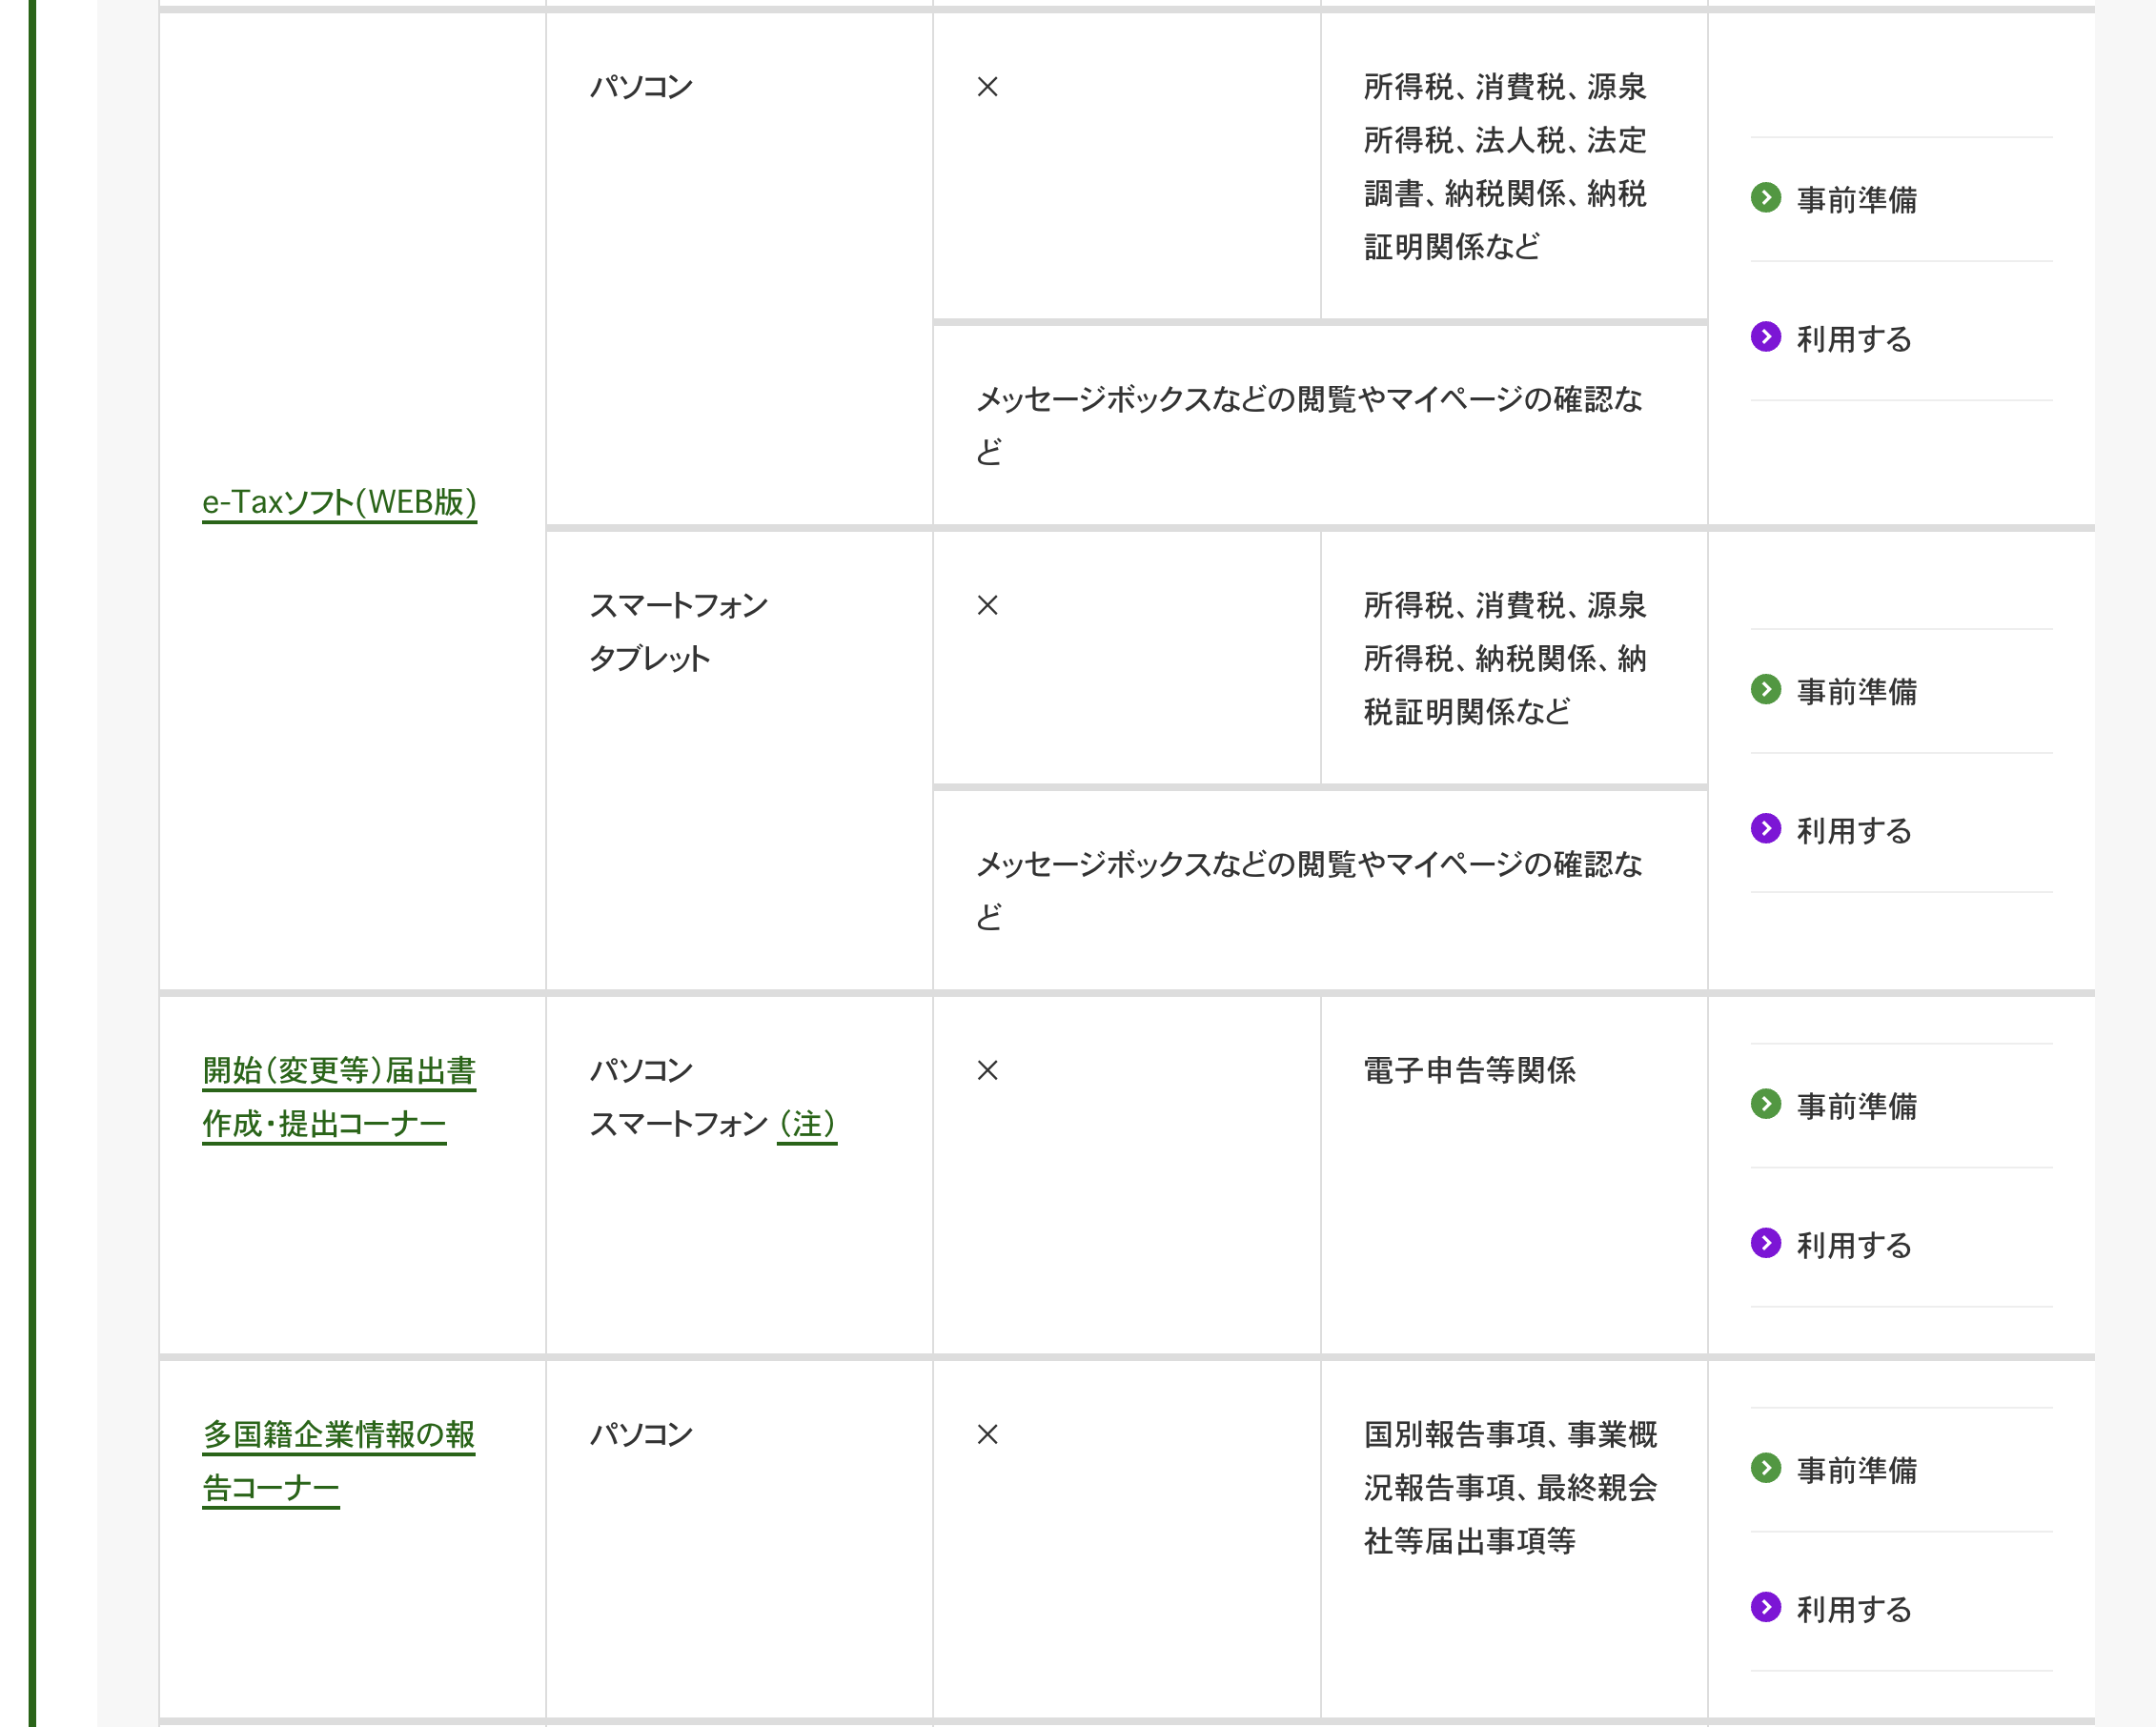 e-Taxソフト(WEB版)
パソコン
×
所得税、消費税、源泉
所得税、法人税、法定
調書、納税関係、納税
証明関係など
メッセージボックスなどの閲覧やマイページの確認な
ど
事前準備
利用する
スマートフォン
タブレット
×
所得税、消費税、源泉
所得税、納税関係、納
税証明関係など
メッセージボックスなどの閲覧やマイページの確認な
ど
事前準備
利用する
開始(変更等)届出書
作成・提出コーナー
パソコン
スマートフォン (注)
×
電子申告等関係
事前準備
利用する
多国籍企業情報の報
告コーナー
パソコン
×
国別報告事項、事業概
況報告事項、最終親会
社等届出事項等
事前準備
利用する